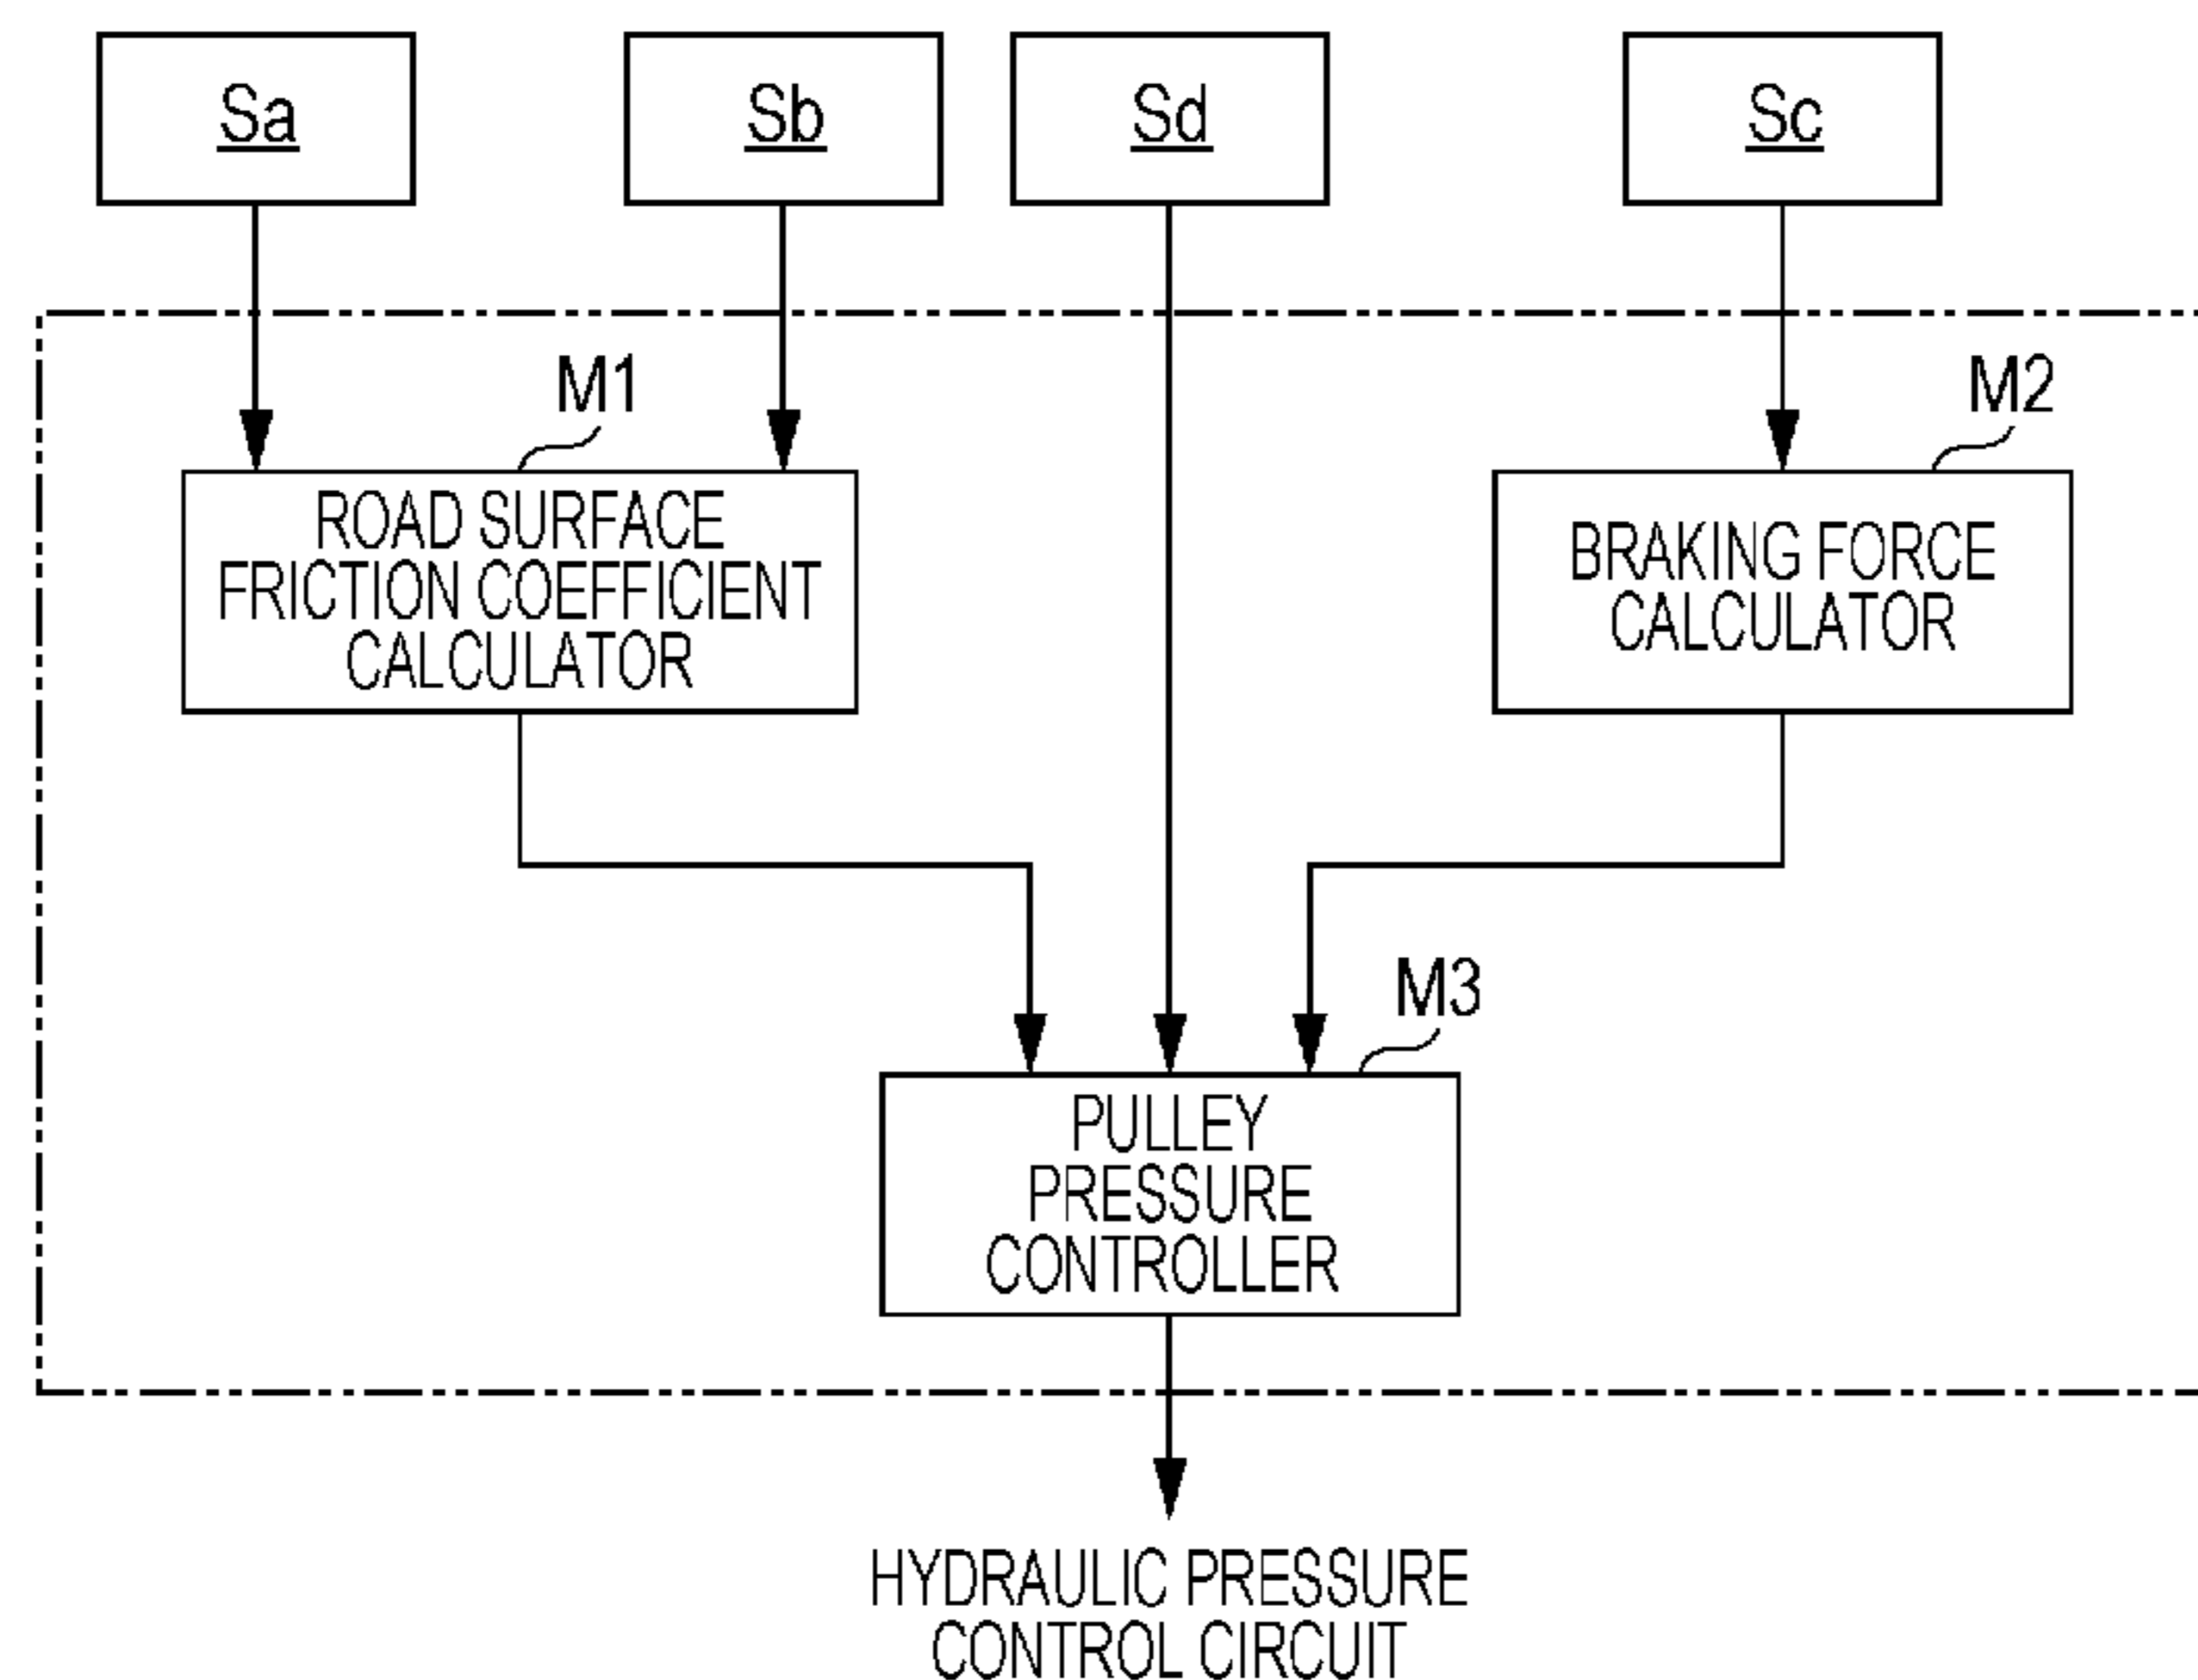 Sa
Sb
Sd
Sc
M1
M2
ROAD SURFACE
FRICTION COEFFICIENT
CALCULATOR
BRAKING FORCE
CALCULATOR
M3
PULLEY
PRESSURE
CONTROLLER
HYDRAULIC PRESSURE
CONTROL CIRCUIT